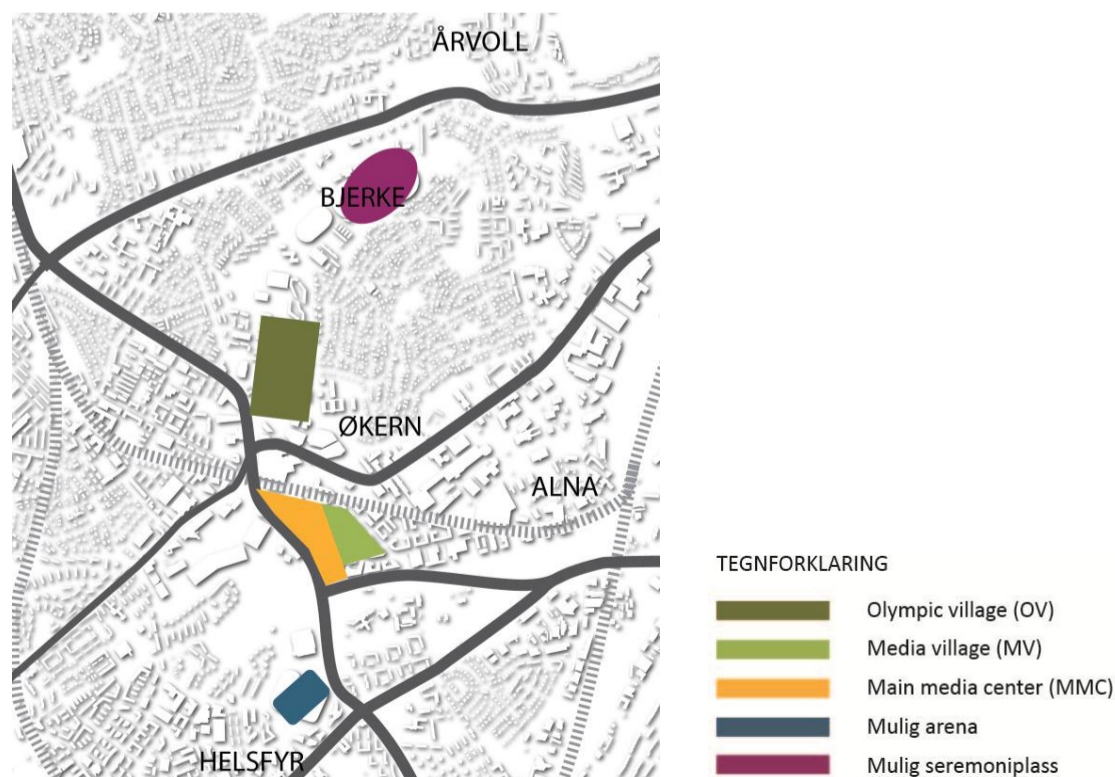 ÅRVOLL
BJERKE
ØKERN
ALNA
HELSFYR
TEGNFORKLARING
Olympic village (OV)
Media village (MV)
Main media center (MMC)
Mulig arena
Mulig seremoniplass